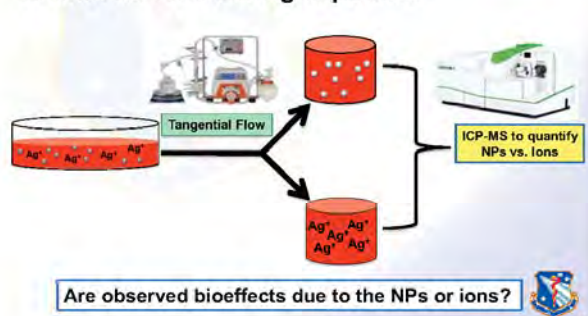 Tangential Flow
ICP-MS to quantify
NPs vs. Ions
Ag⁺ Ag⁺ Ag⁺ Ag⁺
Ag⁺ Ag⁺
Ag⁺
Ag⁺ Ag⁺
Are observed bioeffects due to the NPs or ions?